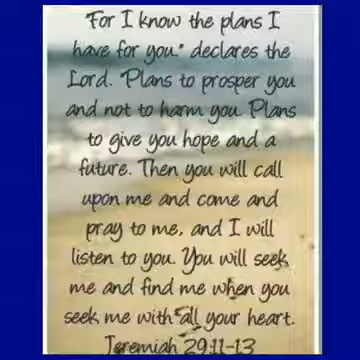 "For I know the plans I
have for you" declares the
Lord. "Plans to prosper you
and not to harm you. Plans
to give you hope and a
future. Then you will call
upon me and come and
pray to me, and I will
listen to you. You will seek
me and find me when you
seek me with all your heart.
Jeremiah 29:11-13